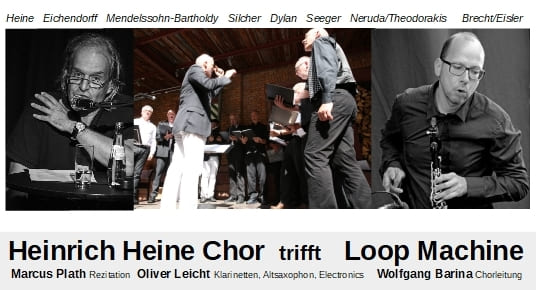 Heine Eichendorff Mendelssohn-Bartholdy Silcher Dylan Seeger Neruda/Theodorakis Brecht/Eisler
Heinrich Heine Chor trifft Loop Machine
Marcus Plath Rezitation Oliver Leicht Klarinetten, Altsaxophon, Electronics Wolfgang Barina Chorleitung